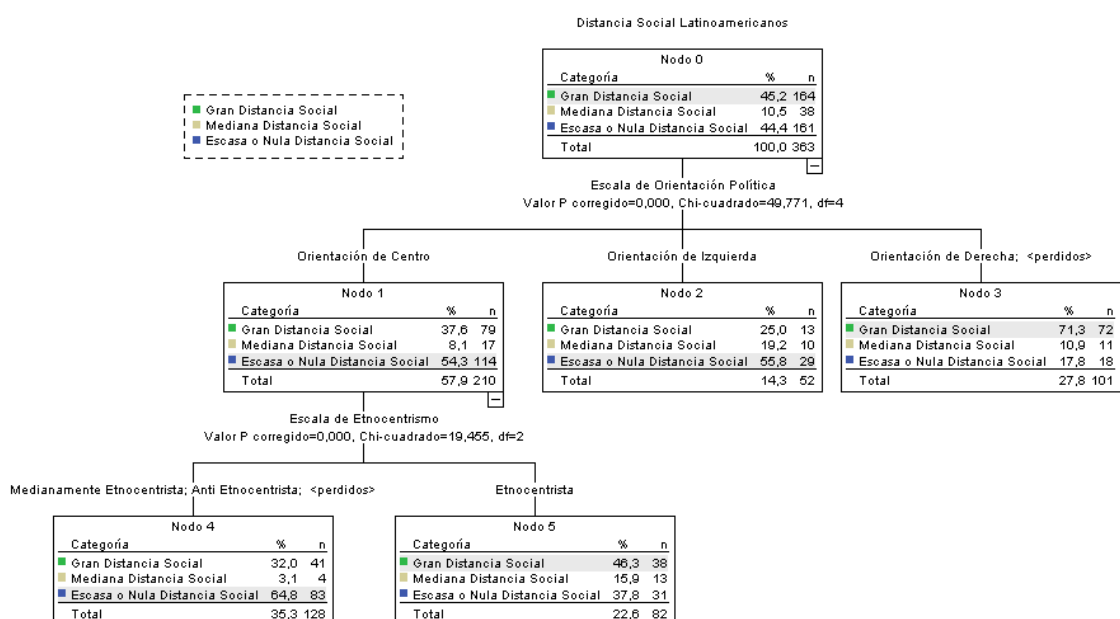 Distancia Social Latinoamericanos
Gran Distancia Social
Mediana Distancia Social
Escasa o Nula Distancia Social
Nodo 0
Categoría % n
Gran Distancia Social 45,2 164
Mediana Distancia Social 10,5 38
Escasa o Nula Distancia Social 44,4 161
Total 100,0 363
Escala de Orientación Política
Valor P corregido=0,000, Chi-cuadrado=49,771, df=4
Orientación de Centro
Nodo 1
Categoría % n
Gran Distancia Social 37,6 79
Mediana Distancia Social 8,1 17
Escasa o Nula Distancia Social 54,3 114
Total 57,9 210
Orientación de Izquierda
Nodo 2
Categoría % n
Gran Distancia Social 25,0 13
Mediana Distancia Social 19,2 10
Escasa o Nula Distancia Social 55,8 29
Total 14,3 52
Orientación de Derecha; <perdidos>
Nodo 3
Categoría % n
Gran Distancia Social 71,3 72
Mediana Distancia Social 10,9 11
Escasa o Nula Distancia Social 17,8 18
Total 27,8 101
Escala de Etnocentrismo
Valor P corregido=0,000, Chi-cuadrado=19,455, df=2
Medianamente Etnocentrista; Anti Etnocentrista; <perdidos>
Nodo 4
Categoría % n
Gran Distancia Social 32,0 41
Mediana Distancia Social 3,1 4
Escasa o Nula Distancia Social 64,8 83
Total 35,3 128
Etnocentrista
Nodo 5
Categoría % n
Gran Distancia Social 46,3 38
Mediana Distancia Social 15,9 13
Escasa o Nula Distancia Social 37,8 31
Total 22,6 82